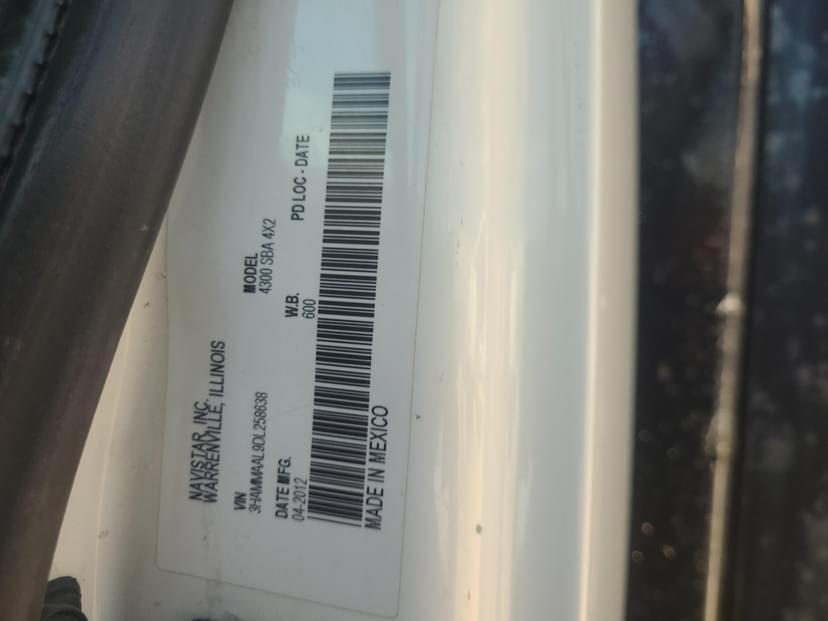 NAVISTAR, INC.
WARRENVILLE, ILLINOIS
VIN
3HAMMAAL9DL258638
MODEL
4300 SBA 4X2
DATE MFG.
04-2012
W.B.
600
PD LOC - DATE
MADE IN MEXICO